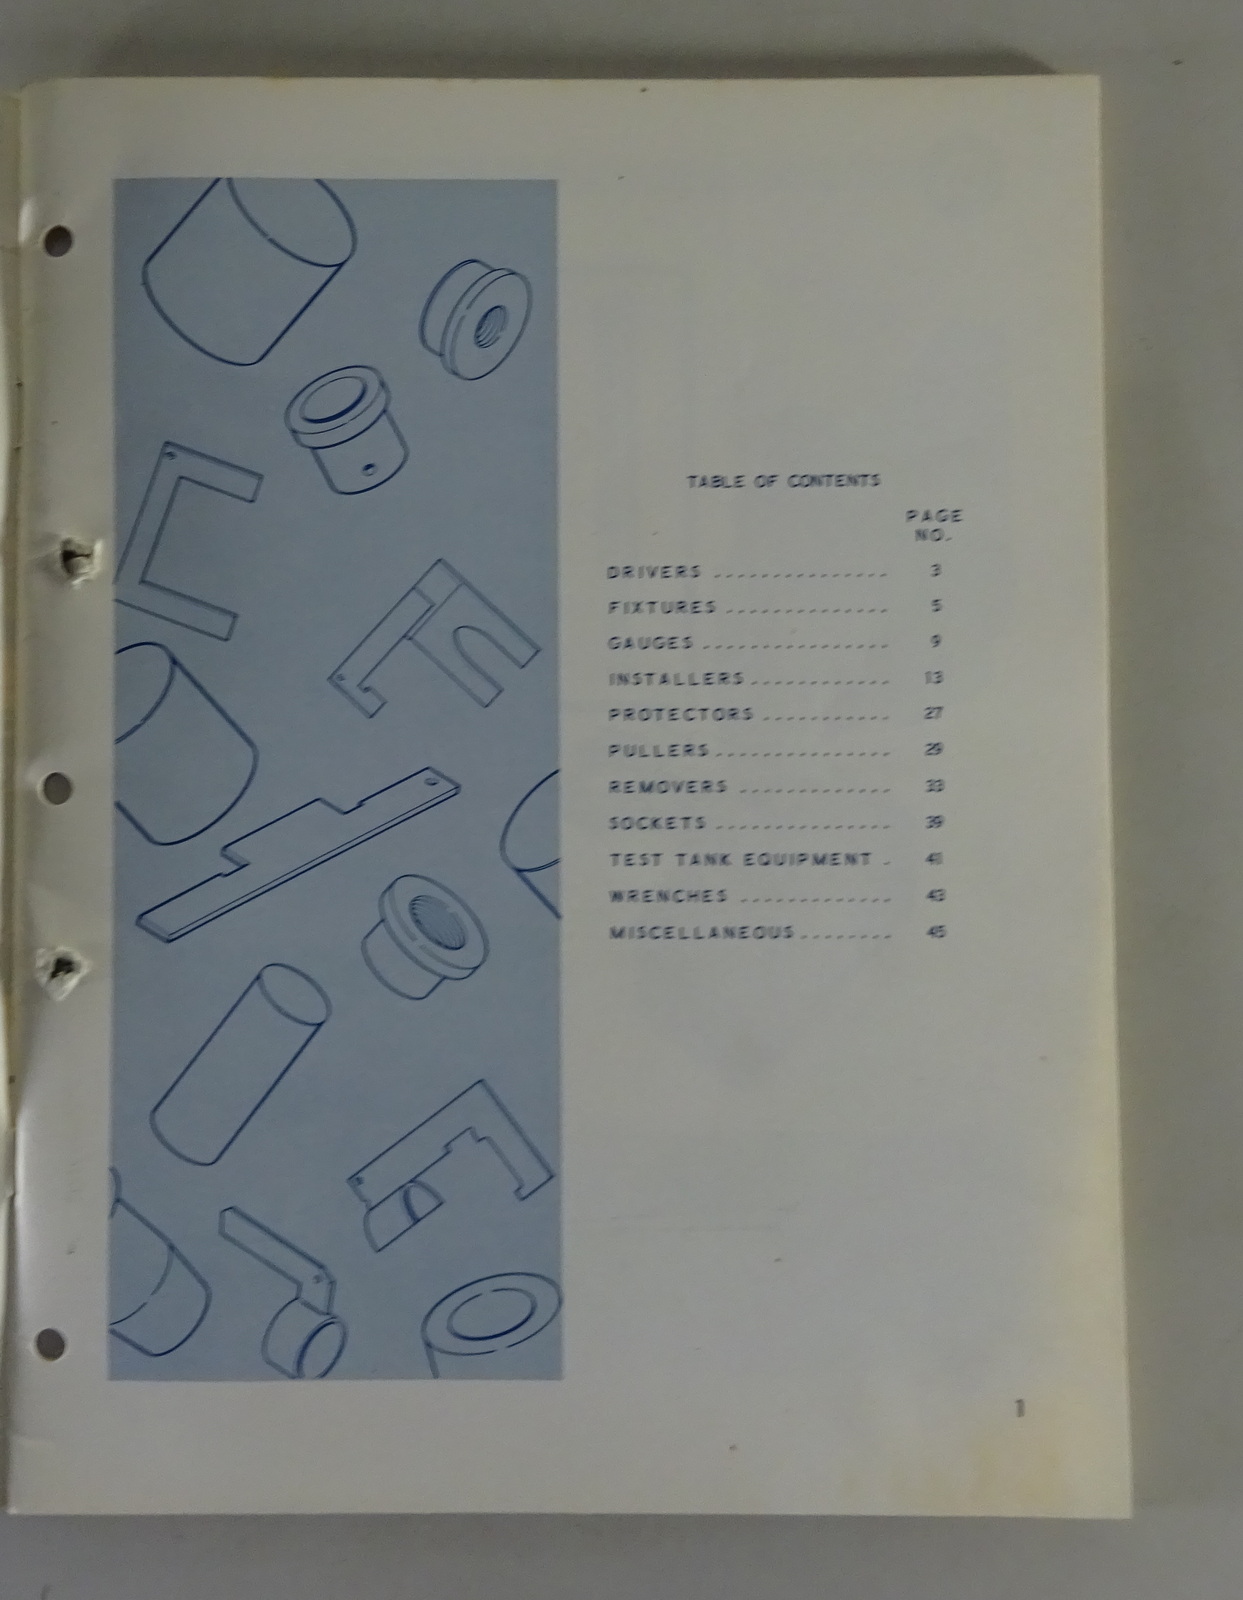 TABLE OF CONTENTS
PAGE
NO.
DRIVERS ............... 3
FIXTURES .............. 5
GAUGES ................ 9
INSTALLERS ............ 13
PROTECTORS ........... 27
PULLERS ............... 29
REMOVERS ............. 33
SOCKETS ............... 39
TEST TANK EQUIPMENT . 41
WRENCHES ............. 43
MISCELLANEOUS ........ 45
1